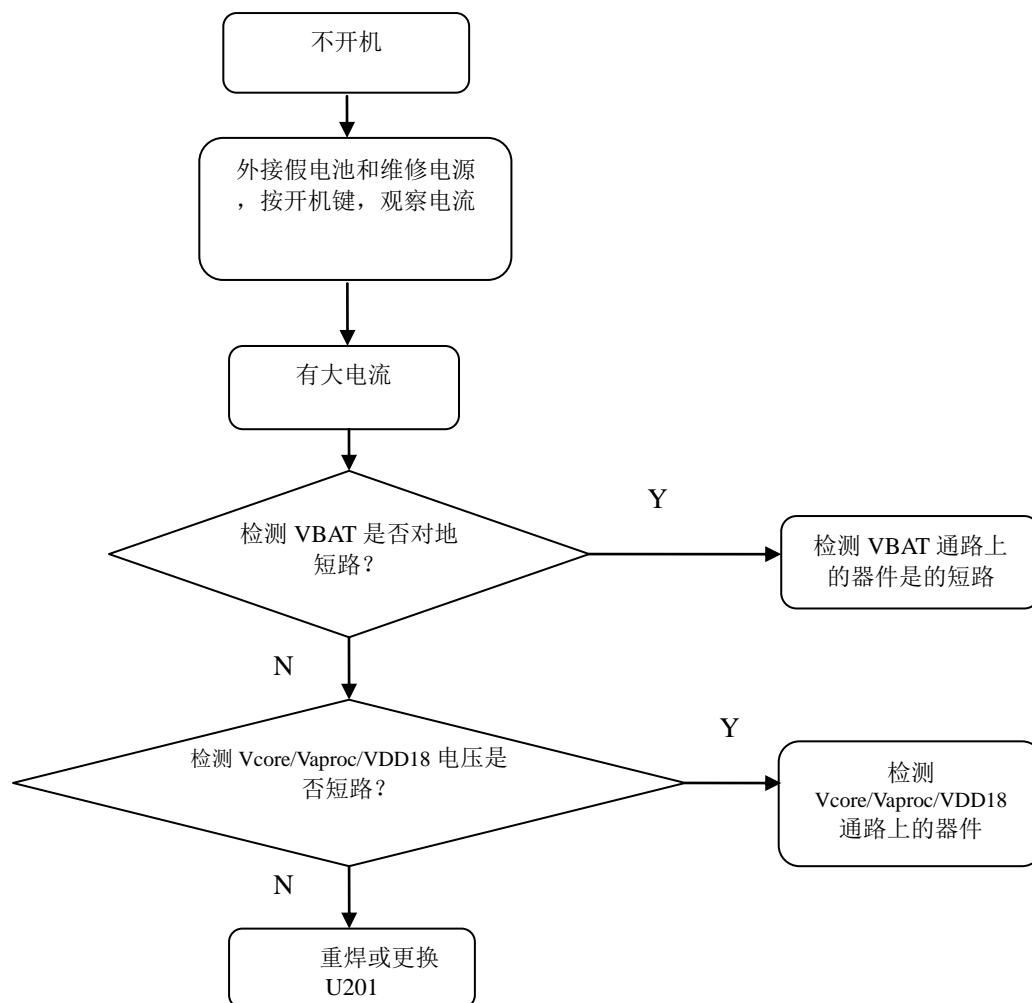 不开机
外接假电池和维修电源
，按开机键，观察电流
有大电流
Y
检测 VBAT 是否对地
短路？
检测 VBAT 通路上
的器件是的短路
N
Y
检测 Vcore/Vaproc/VDD18 电压是
否短路？
检测
Vcore/Vaproc/VDD18
通路上的器件
N
重焊或更换
U201